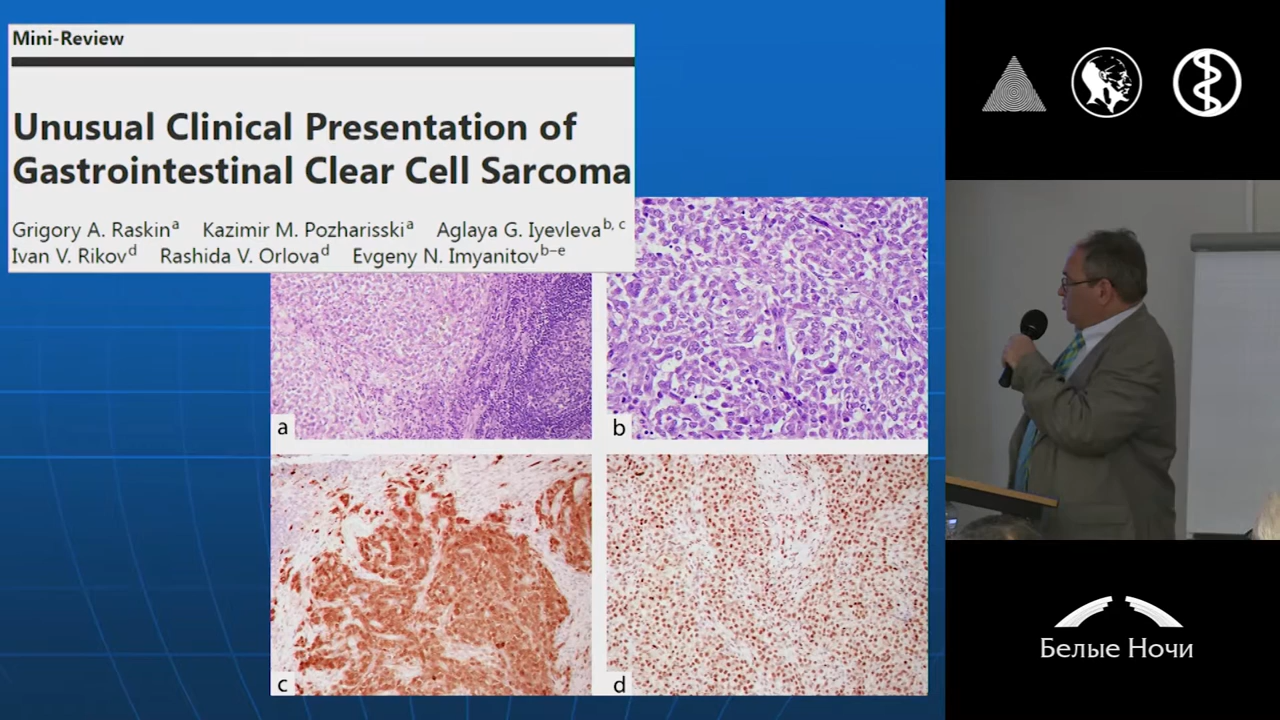 Mini-Review
Unusual Clinical Presentation of
Gastrointestinal Clear Cell Sarcoma
Grigory A. Raskinᵃ Kazimir M. Pozharisskiᵃ Aglaya G. Iyevlevaᵇ, ᶜ
Ivan V. Rikovᵈ Rashida V. Orlovaᵈ Evgeny N. Imyanitovᵇ⁻ᵉ
a
b
c
d
Белые Ночи